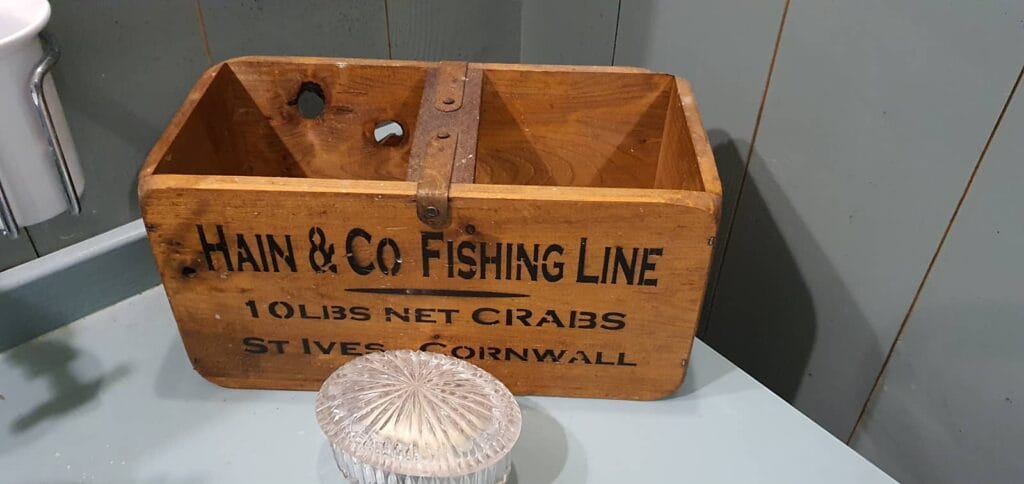 HAIN & CO FISHING LINE
10LBS NET CRABS
ST IVES CORNWALL